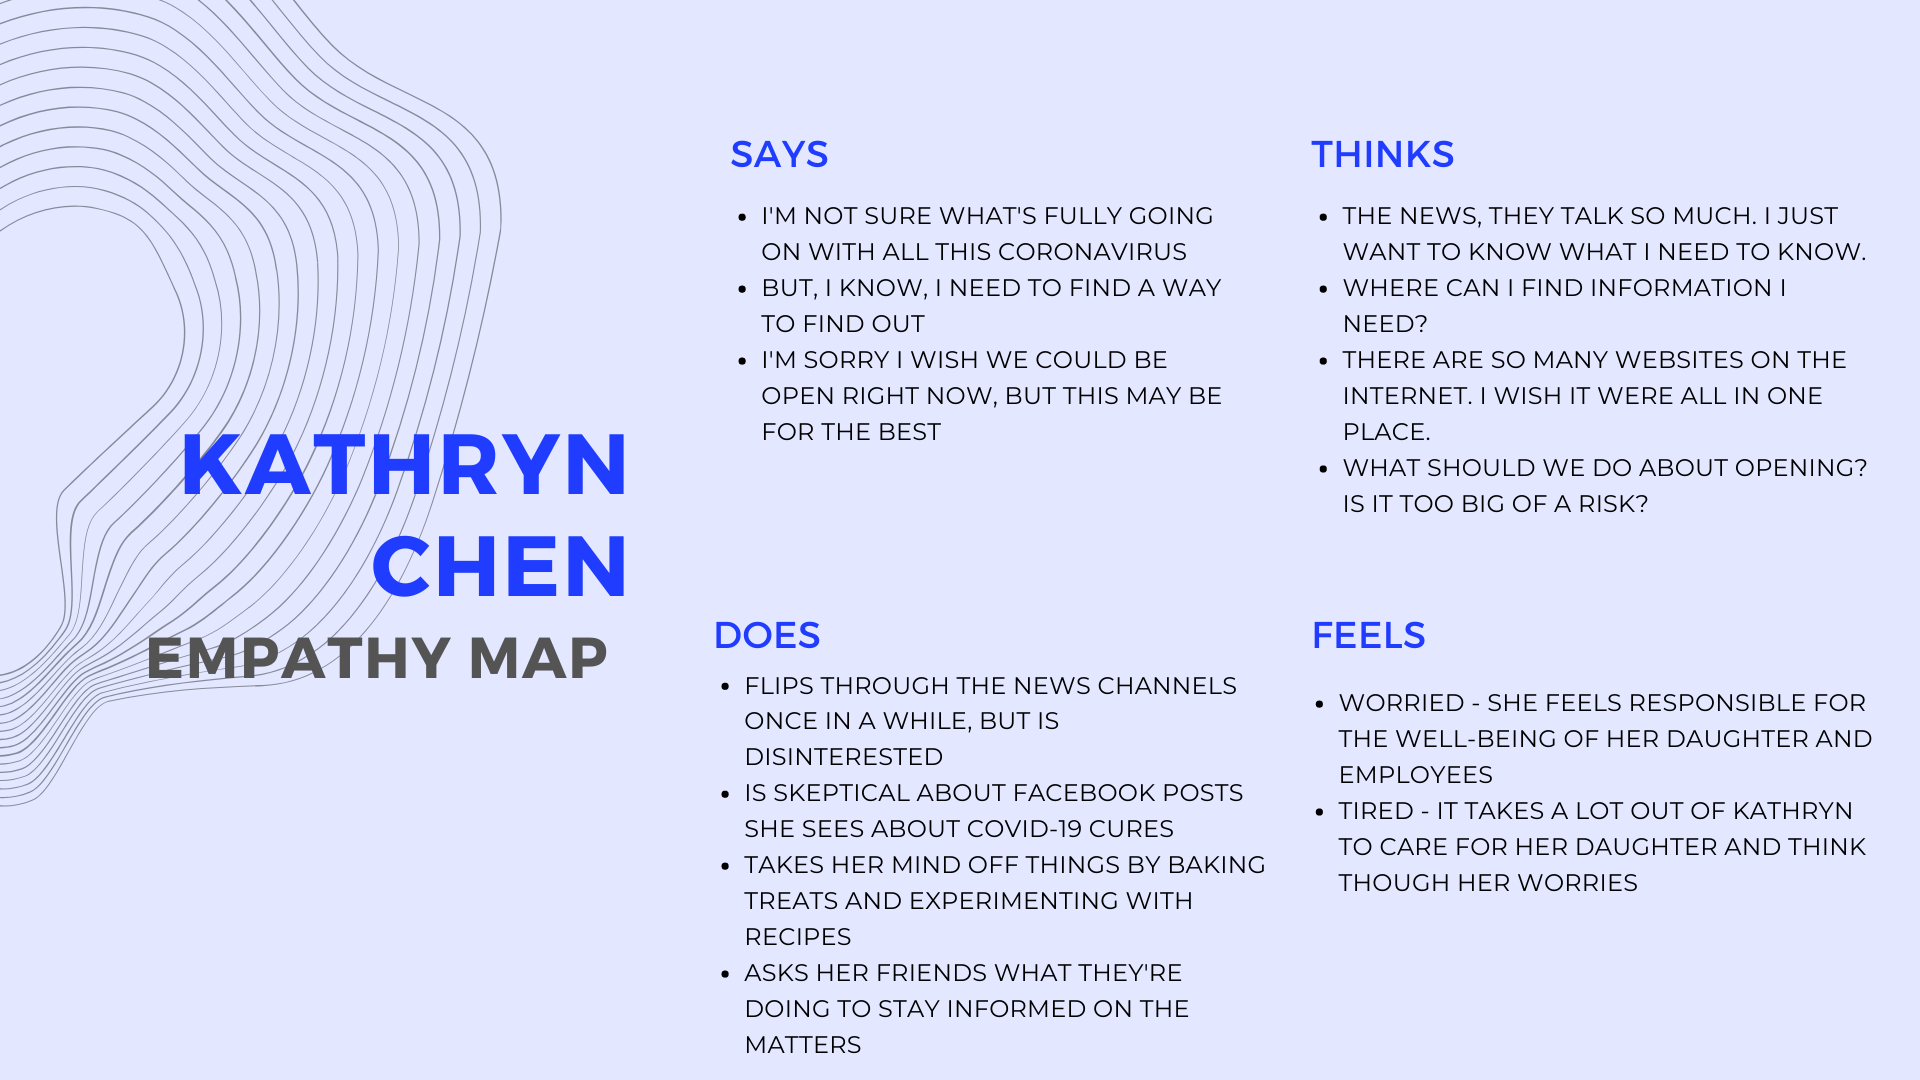 KATHRYN
CHEN
EMPATHY MAP
SAYS
• I'M NOT SURE WHAT'S FULLY GOING
ON WITH ALL THIS CORONAVIRUS
• BUT, I KNOW, I NEED TO FIND A WAY
TO FIND OUT
• I'M SORRY I WISH WE COULD BE
OPEN RIGHT NOW, BUT THIS MAY BE
FOR THE BEST
THINKS
• THE NEWS, THEY TALK SO MUCH. I JUST
WANT TO KNOW WHAT I NEED TO KNOW.
• WHERE CAN I FIND INFORMATION I
NEED?
• THERE ARE SO MANY WEBSITES ON THE
INTERNET. I WISH IT WERE ALL IN ONE
PLACE.
• WHAT SHOULD WE DO ABOUT OPENING?
IS IT TOO BIG OF A RISK?
DOES
• FLIPS THROUGH THE NEWS CHANNELS
ONCE IN A WHILE, BUT IS
DISINTERESTED
• IS SKEPTICAL ABOUT FACEBOOK POSTS
SHE SEES ABOUT COVID-19 CURES
• TAKES HER MIND OFF THINGS BY BAKING
TREATS AND EXPERIMENTING WITH
RECIPES
• ASKS HER FRIENDS WHAT THEY'RE
DOING TO STAY INFORMED ON THE
MATTERS
FEELS
• WORRIED - SHE FEELS RESPONSIBLE FOR
THE WELL-BEING OF HER DAUGHTER AND
EMPLOYEES
• TIRED - IT TAKES A LOT OUT OF KATHRYN
TO CARE FOR HER DAUGHTER AND THINK
THOUGH HER WORRIES